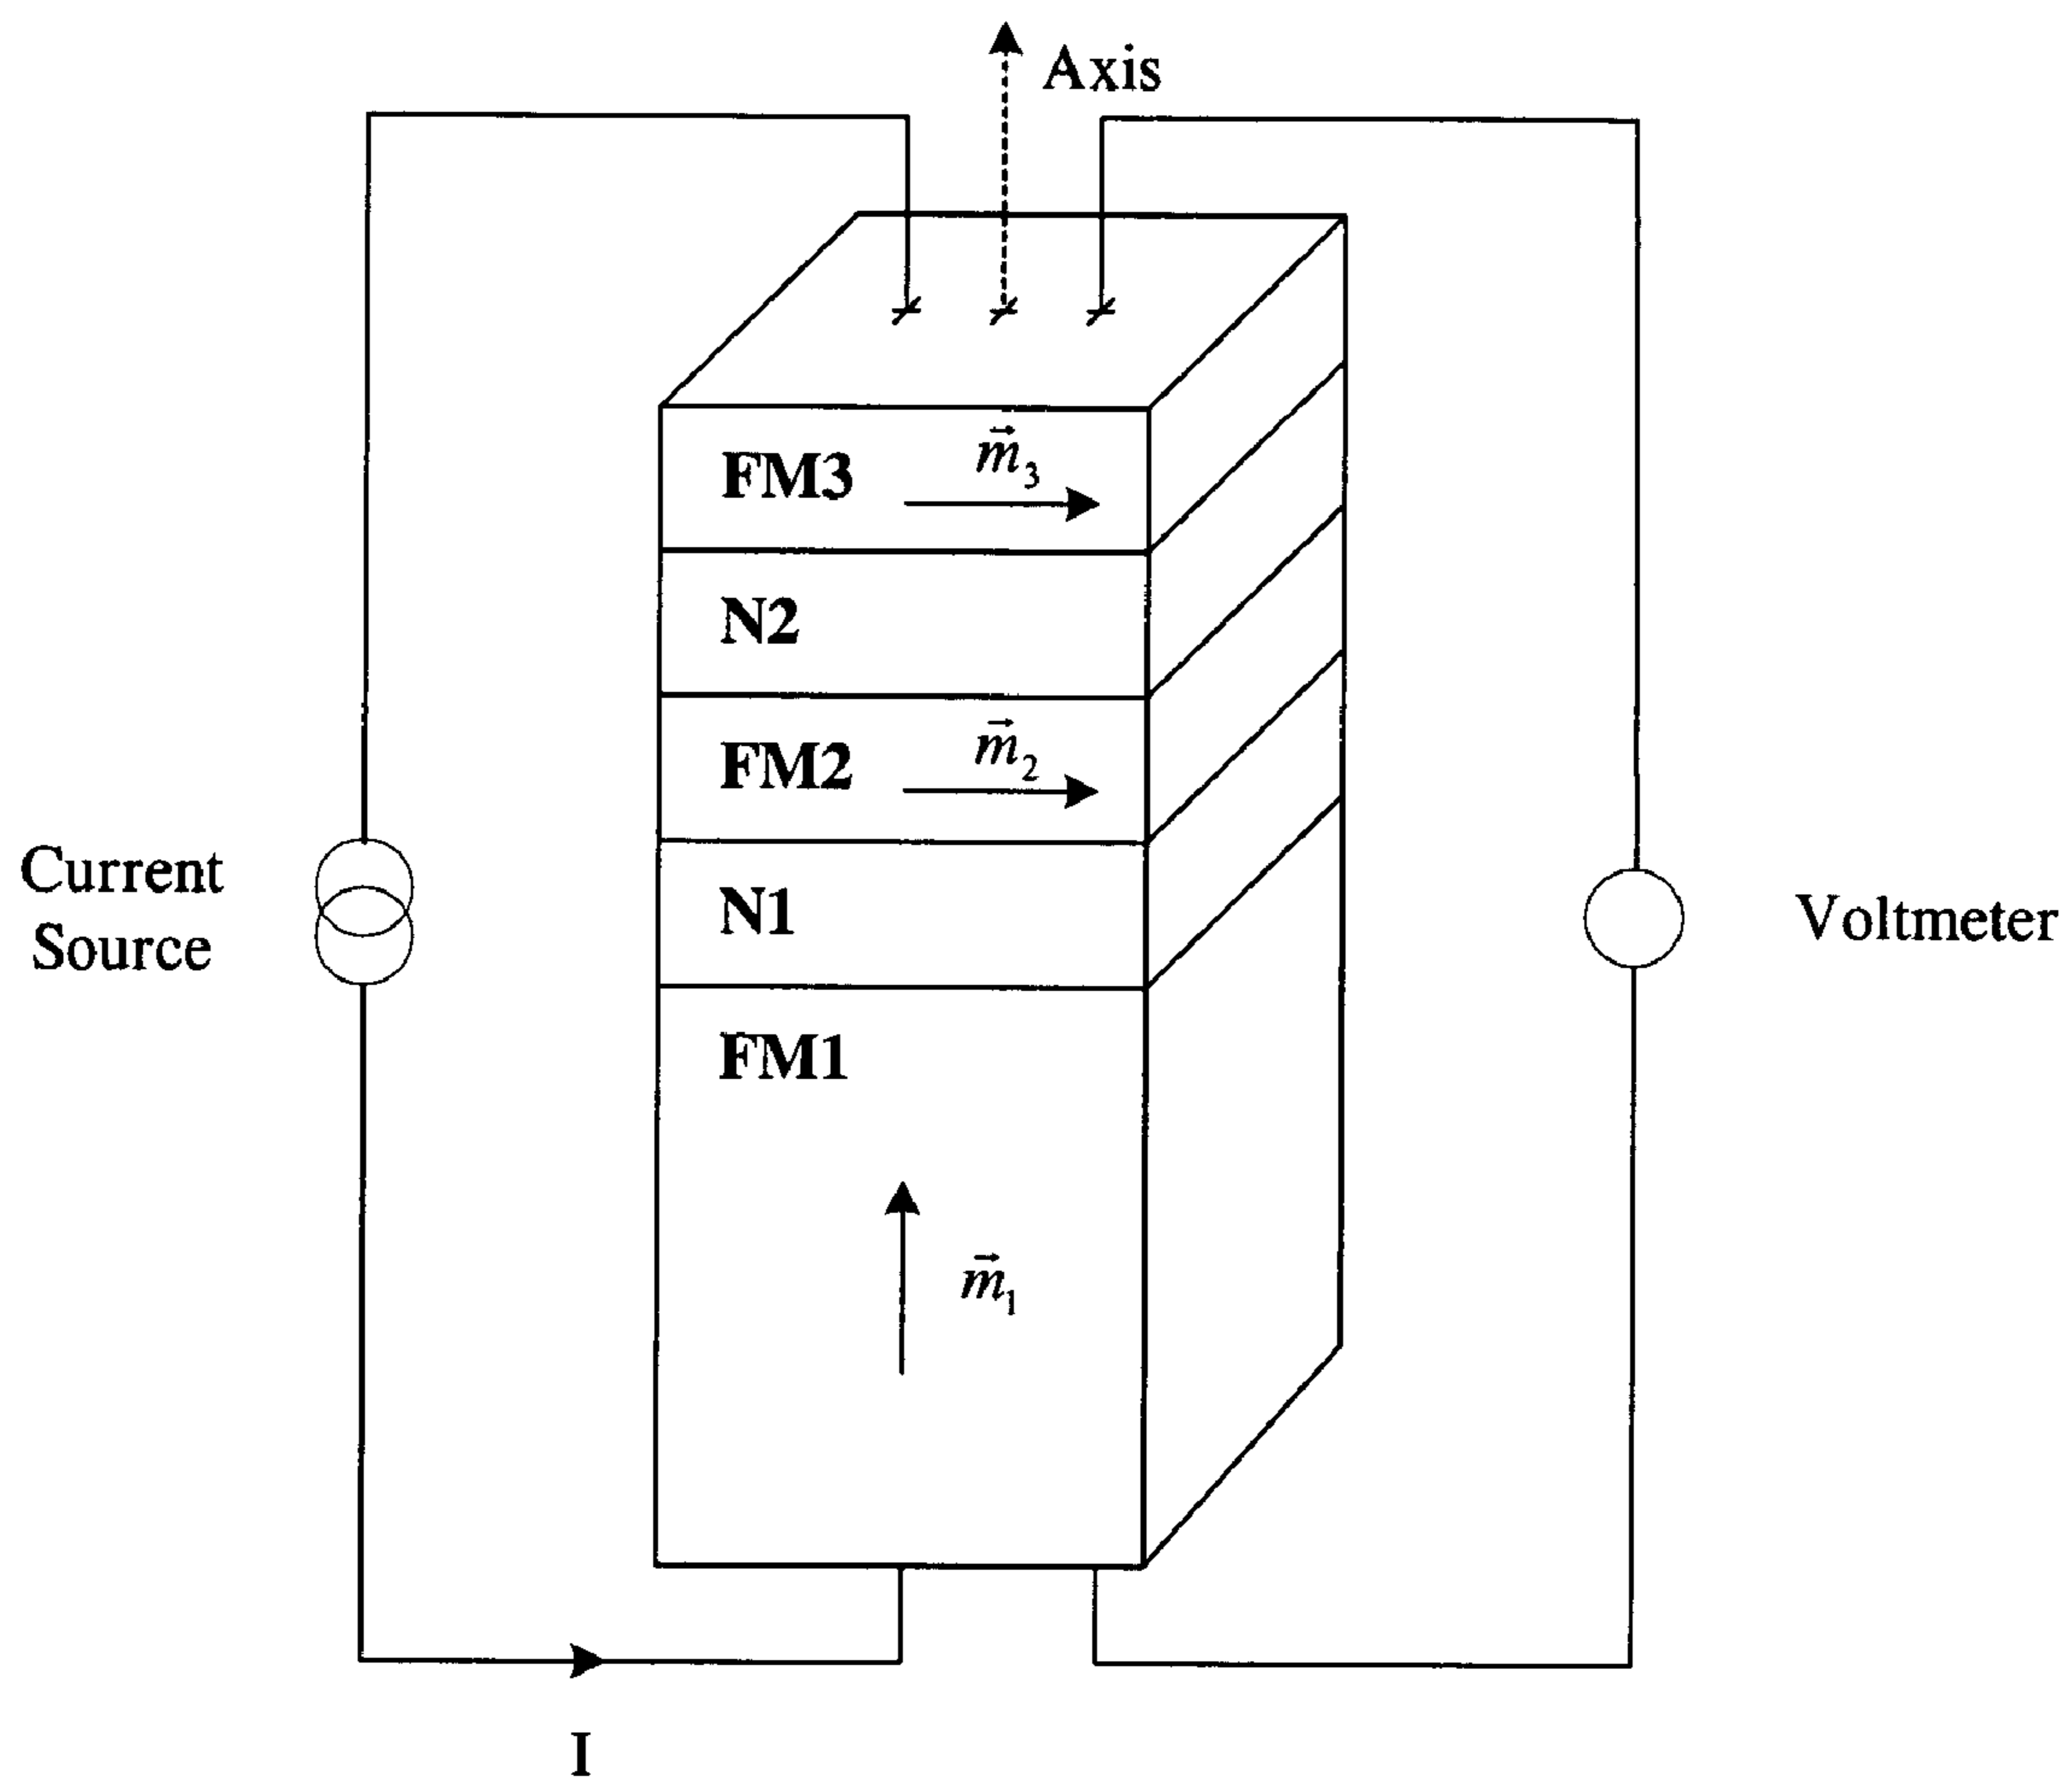 Axis
FM3
m⃗₃
N2
FM2
m⃗₂
Current
Source
N1
Voltmeter
FM1
m⃗₁
I